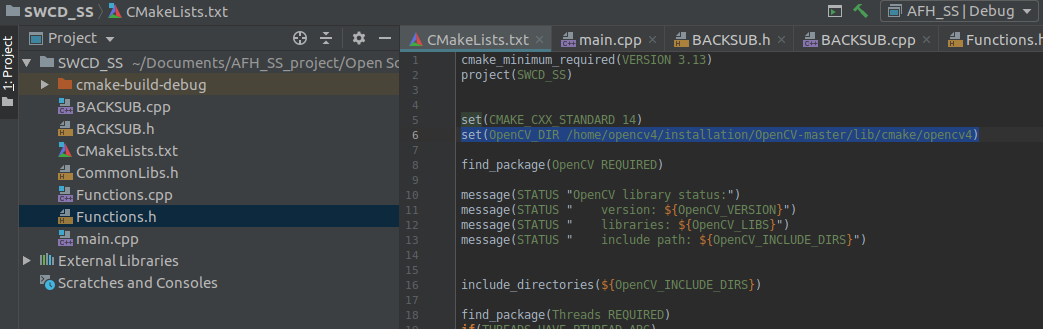 SWCD_SS CMakeLists.txt AFH_SS | Debug
1: Project
Project
SWCD_SS ~/Documents/AFH_SS_project/Open Sc
cmake-build-debug
BACKSUB.cpp
BACKSUB.h
CMakeLists.txt
CommonLibs.h
Functions.cpp
Functions.h
main.cpp
External Libraries
Scratches and Consoles
CMakeLists.txt main.cpp BACKSUB.h BACKSUB.cpp Functions.h
1 cmake_minimum_required(VERSION 3.13)
2 project(SWCD_SS)
3
4
5 set(CMAKE_CXX_STANDARD 14)
6 set(OpenCV_DIR /home/opencv4/installation/OpenCV-master/lib/cmake/opencv4)
7
8 find_package(OpenCV REQUIRED)
9
10 message(STATUS "OpenCV library status:")
11 message(STATUS "    version: ${OpenCV_VERSION}")
12 message(STATUS "    libraries: ${OpenCV_LIBS}")
13 message(STATUS "    include path: ${OpenCV_INCLUDE_DIRS}")
14
15
16 include_directories(${OpenCV_INCLUDE_DIRS})
17
18 find_package(Threads REQUIRED)
19 if(THREADS_HAVE_PTHREAD_ARG)